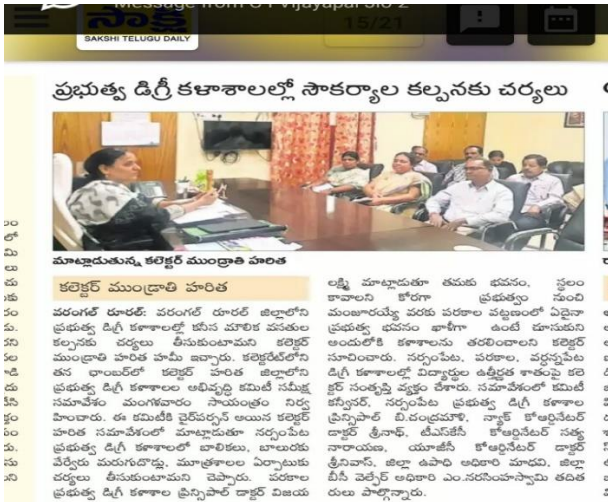 Message from
సాక్షి
SAKSHI TELUGU DAILY
15/21
ప్రభుత్వ డిగ్రీ కళాశాలల్లో సౌకర్యాల కల్పనకు చర్యలు
మాట్లాడుతున్న కలెక్టర్ ముండ్రాతి హరిత
కలెక్టర్ ముండ్రాతి హరిత
వరంగల్ రూరల్: వరంగల్ రూరల్ జిల్లాలోని
ప్రభుత్వ డిగ్రీ కళాశాలల్లో కనీస మౌలిక వసతుల
కల్పనకు చర్యలు తీసుకుంటామని కలెక్టర్
ముండ్రాతి హరిత హామీ ఇచ్చారు. కలెక్టరేట్‌లోని
తన ఛాంబర్‌లో కలెక్టర్ హరిత జిల్లాలోని
ప్రభుత్వ డిగ్రీ కళాశాలల అభివృద్ధి కమిటీ సమీక్ష
సమావేశం మంగళవారం సాయంత్రం నిర్వ
హించారు. ఈ కమిటీకి చైర్‌పర్సన్ అయిన కలెక్టర్
హరిత సమావేశంలో మాట్లాడుతూ నర్సంపేట
ప్రభుత్వ డిగ్రీ కళాశాలలో బాలికలు, బాలురకు
వేర్వేరు మరుగుదొడ్లు, మూత్రశాలల ఏర్పాటుకు
చర్యలు తీసుకుంటామని చెప్పారు. పరకాల
ప్రభుత్వ డిగ్రీ కళాశాల ప్రిన్సిపాల్ డాక్టర్ విజయ
లక్ష్మి మాట్లాడుతూ తమకు భవనం, స్థలం
కావాలని కోరగా ప్రభుత్వం నుంచి
మంజూరయ్యే వరకు పరకాల పట్టణంలో ఏదైనా
ప్రభుత్వ భవనం ఖాళీగా ఉంటే చూసుకుని
అందులోకి కళాశాలను తరలించాలని కలెక్టర్
సూచించారు. నర్సంపేట, పరకాల, వర్ధన్నపేట
డిగ్రీ కళాశాలల్లో విద్యార్థుల ఉత్తీర్ణత శాతంపై కలె
క్టర్ సంతృప్తి వ్యక్తం చేశారు. సమావేశంలో కమిటీ
కన్వీనర్, నర్సంపేట ప్రభుత్వ డిగ్రీ కళాశాల
ప్రిన్సిపాల్ బి.చంద్రమౌళి, న్యాక్ కోఆర్డినేటర్
డాక్టర్ శ్రీనాథ్, టీఎస్‌కేసీ కోఆర్డినేటర్ సత్య
నారాయణ, యూజీసీ కోఆర్డినేటర్ డాక్టర్
శ్రీనివాస్, జిల్లా ఉపాధి అధికారి మాధవి, జిల్లా
బీసీ వెల్ఫేర్ అధికారి ఎం.నరసింహస్వామి తదిత
రులు పాల్గొన్నారు.